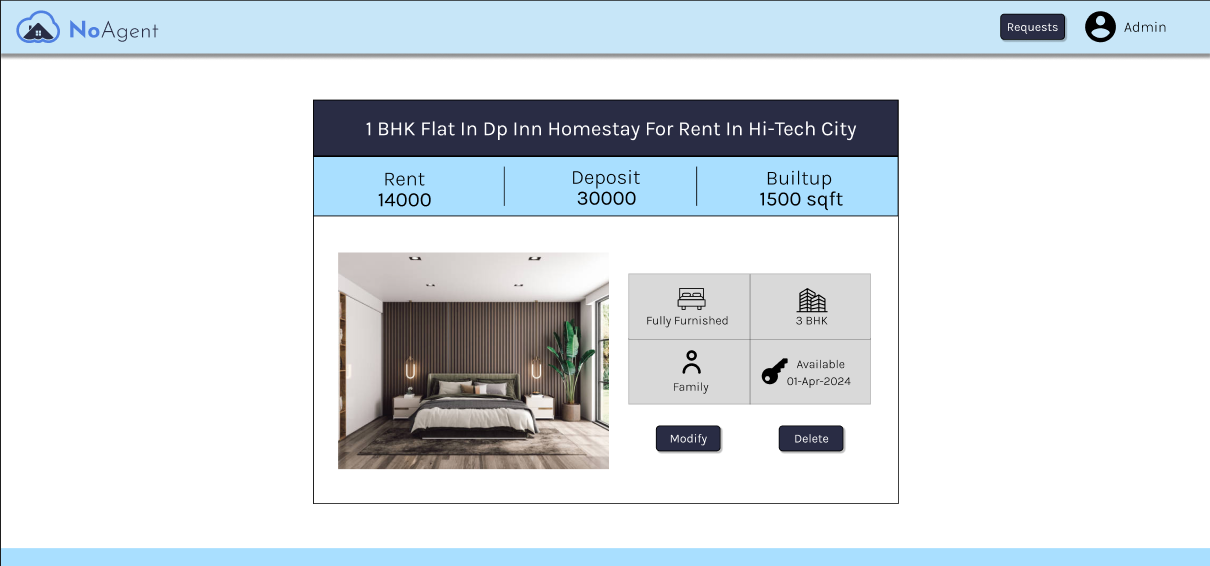 NoAgent
Requests
Admin
1 BHK Flat In Dp Inn Homestay For Rent In Hi-Tech City
Rent
14000
Deposit
30000
Builtup
1500 sqft
Fully Furnished
3 BHK
Family
Available
01-Apr-2024
Modify
Delete